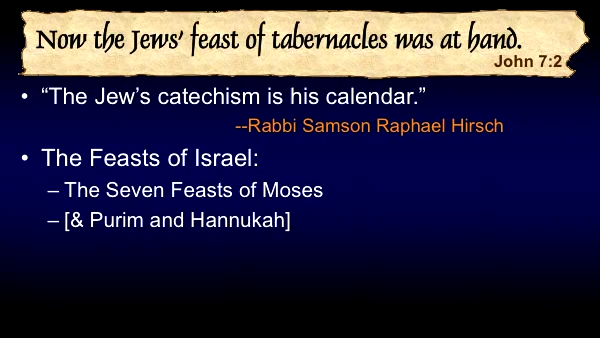 Now the Jews' feast of tabernacles was at hand.
John 7:2
• “The Jew’s catechism is his calendar.”
--Rabbi Samson Raphael Hirsch
• The Feasts of Israel:
– The Seven Feasts of Moses
– [& Purim and Hannukah]